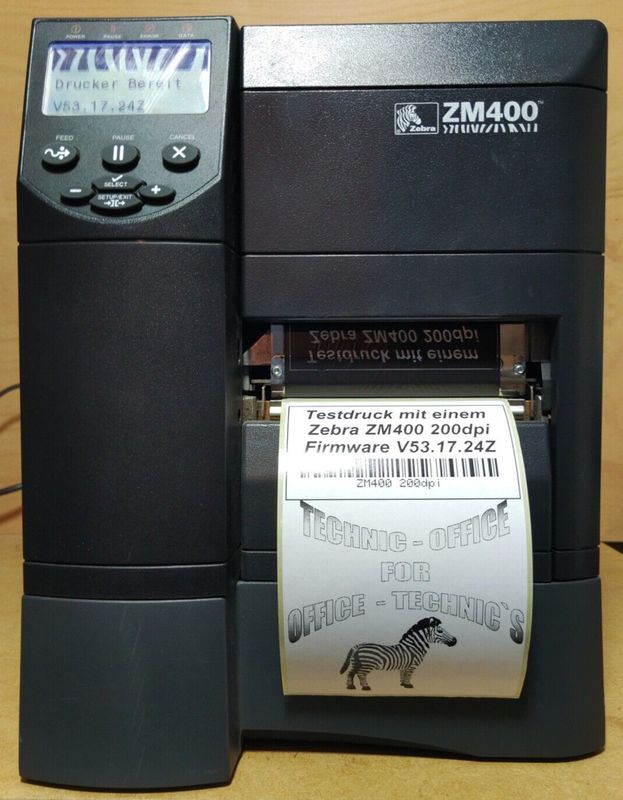 POWER PAUSE ERROR DATA
Drucker Bereit
V53.17.24Z
FEED PAUSE CANCEL
SELECT
- +
SETUP/EXIT
Zebra
ZM400™
Testdruck mit einem
Zebra ZM400 200dpi
Testdruck mit einem
Zebra ZM400 200dpi
Firmware V53.17.24Z
ZM400 200dpi
TECHNIC - OFFICE
FOR
OFFICE - TECHNIC`S